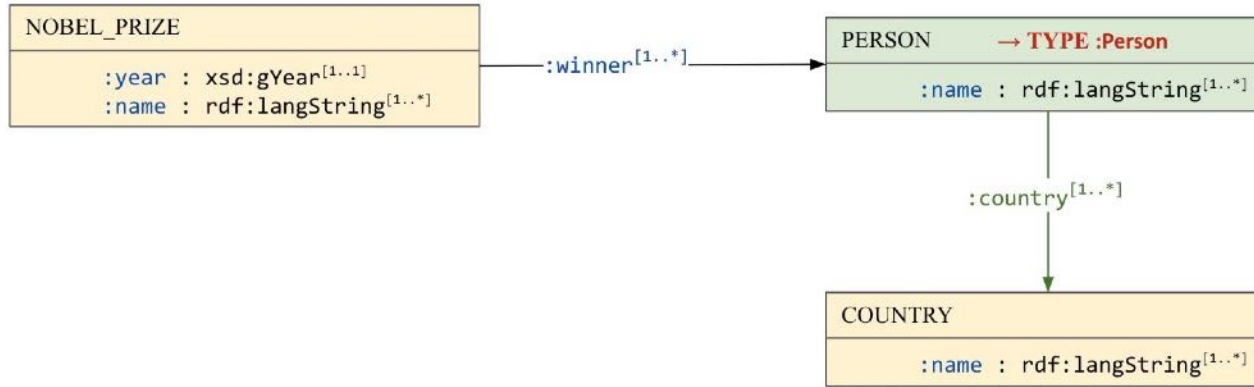 NOBEL_PRIZE
:year : xsd:gYear[1..1]
:name : rdf:langString[1..*]
:winner[1..*]
PERSON → TYPE :Person
:name : rdf:langString[1..*]
:country[1..*]
COUNTRY
:name : rdf:langString[1..*]